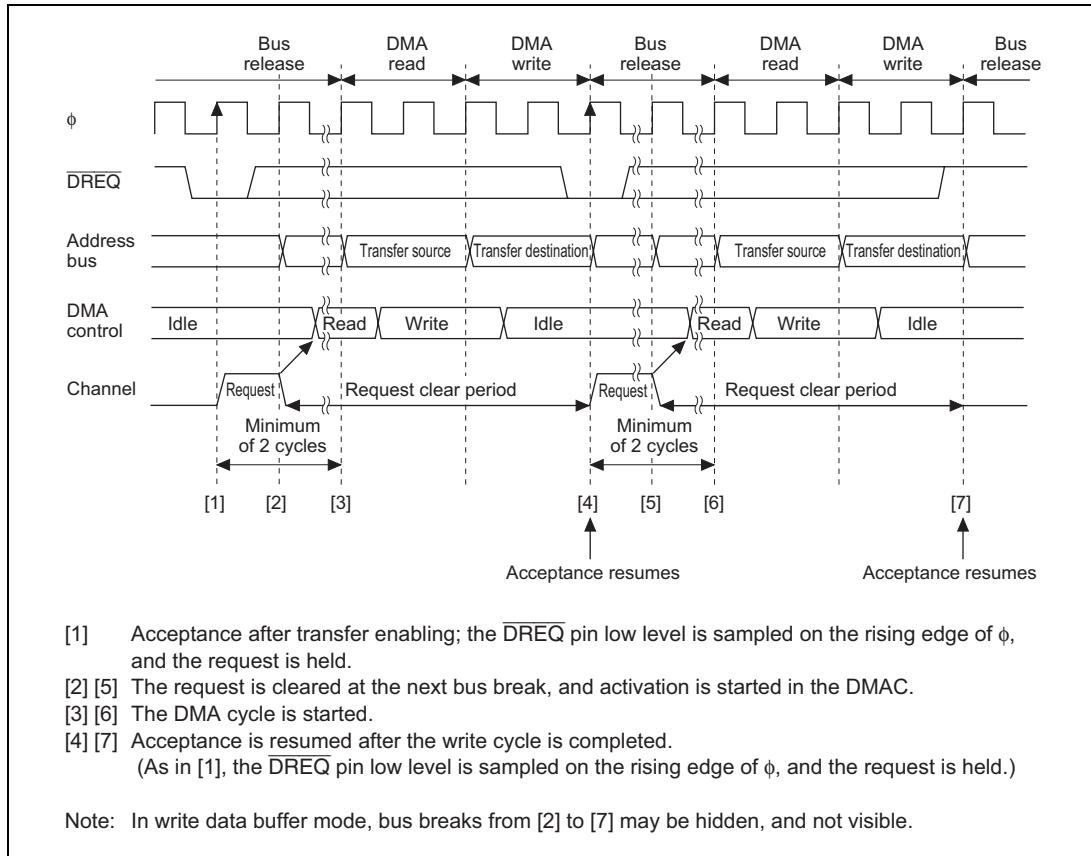 Bus release DMA read DMA write Bus release DMA read DMA write Bus release
ϕ
D̅R̅E̅Q̅
Address bus Transfer source Transfer destination Transfer source Transfer destination
DMA control Idle Read Write Idle Read Write Idle
Channel Request Request clear period Request Request clear period
Minimum of 2 cycles Minimum of 2 cycles
[1] [2] [3] [4] [5] [6] [7]
Acceptance resumes Acceptance resumes
[1] Acceptance after transfer enabling; the D̅R̅E̅Q̅ pin low level is sampled on the rising edge of ϕ,
and the request is held.
[2] [5] The request is cleared at the next bus break, and activation is started in the DMAC.
[3] [6] The DMA cycle is started.
[4] [7] Acceptance is resumed after the write cycle is completed.
(As in [1], the D̅R̅E̅Q̅ pin low level is sampled on the rising edge of ϕ, and the request is held.)
Note: In write data buffer mode, bus breaks from [2] to [7] may be hidden, and not visible.